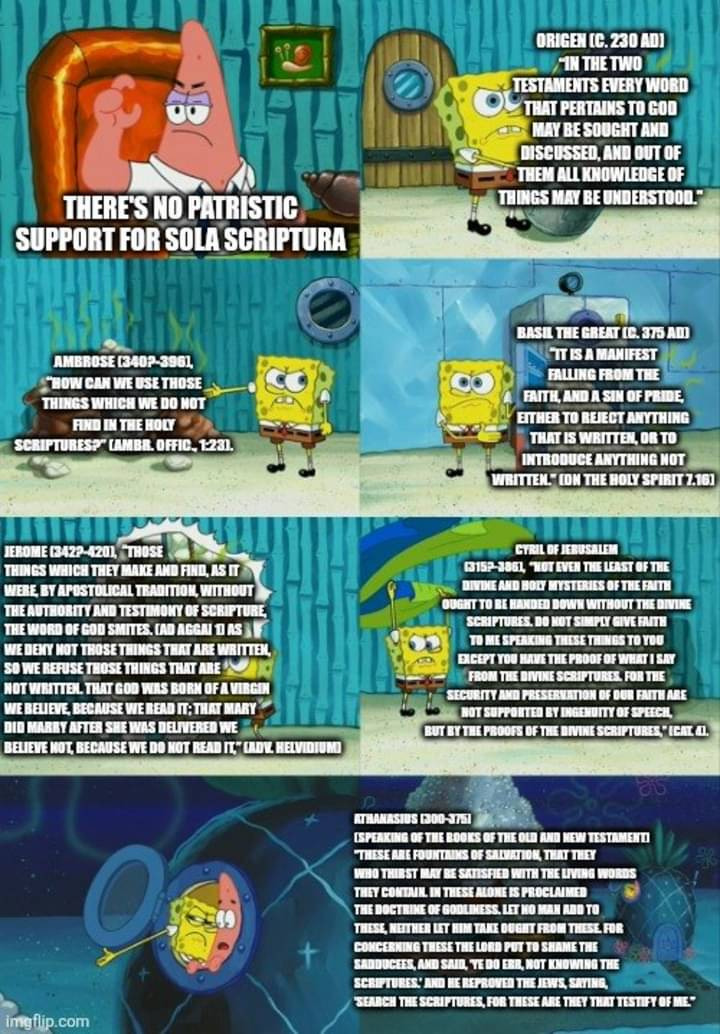 THERE'S NO PATRISTIC
SUPPORT FOR SOLA SCRIPTURA
ORIGEN (C. 230 AD)
"IN THE TWO
TESTAMENTS EVERY WORD
THAT PERTAINS TO GOD
MAY BE SOUGHT AND
DISCUSSED, AND OUT OF
THEM ALL KNOWLEDGE OF
THINGS MAY BE UNDERSTOOD."
AMBROSE (340?-396),
"HOW CAN WE USE THOSE
THINGS WHICH WE DO NOT
FIND IN THE HOLY
SCRIPTURES?" (AMBR. OFFIC., 1:23).
BASIL THE GREAT (C. 375 AD)
"IT IS A MANIFEST
FALLING FROM THE
FAITH, AND A SIN OF PRIDE,
EITHER TO REJECT ANYTHING
THAT IS WRITTEN, OR TO
INTRODUCE ANYTHING NOT
WRITTEN." (ON THE HOLY SPIRIT 7.16)
JEROME (342?-420), "THOSE
THINGS WHICH THEY MAKE AND FIND, AS IT
WERE, BY APOSTOLICAL TRADITION, WITHOUT
THE AUTHORITY AND TESTIMONY OF SCRIPTURE,
THE WORD OF GOD SMITES. (AD AGGAI 1) AS
WE DENY NOT THOSE THINGS THAT ARE WRITTEN,
SO WE REFUSE THOSE THINGS THAT ARE
NOT WRITTEN. THAT GOD WAS BORN OF A VIRGIN
WE BELIEVE, BECAUSE WE READ IT; THAT MARY
DID MARRY AFTER SHE WAS DELIVERED WE
BELIEVE NOT, BECAUSE WE DO NOT READ IT," (ADV. HELVIDIUM)
CYRIL OF JERUSALEM
(315?-386), "NOT EVEN THE LEAST OF THE
DIVINE AND HOLY MYSTERIES OF THE FAITH
OUGHT TO BE HANDED DOWN WITHOUT THE DIVINE
SCRIPTURES. DO NOT SIMPLY GIVE FAITH
TO ME SPEAKING THESE THINGS TO YOU
EXCEPT YOU HAVE THE PROOF OF WHAT I SAY
FROM THE DIVINE SCRIPTURES. FOR THE
SECURITY AND PRESERVATION OF OUR FAITH ARE
NOT SUPPORTED BY INGENUITY OF SPEECH,
BUT BY THE PROOFS OF THE DIVINE SCRIPTURES," (CAT. 4).
ATHANASIUS (300-375)
(SPEAKING OF THE BOOKS OF THE OLD AND NEW TESTAMENT)
"THESE ARE FOUNTAINS OF SALVATION, THAT THEY
WHO THIRST MAY BE SATISFIED WITH THE LIVING WORDS
THEY CONTAIN. IN THESE ALONE IS PROCLAIMED
THE DOCTRINE OF GODLINESS. LET NO MAN ADD TO
THESE, NEITHER LET HIM TAKE OUGHT FROM THESE. FOR
CONCERNING THESE THE LORD PUT TO SHAME THE
SADDUCEES, AND SAID, 'YE DO ERR, NOT KNOWING THE
SCRIPTURES.' AND HE REPROVED THE JEWS, SAYING,
'SEARCH THE SCRIPTURES, FOR THESE ARE THEY THAT TESTIFY OF ME."
imgflip.com